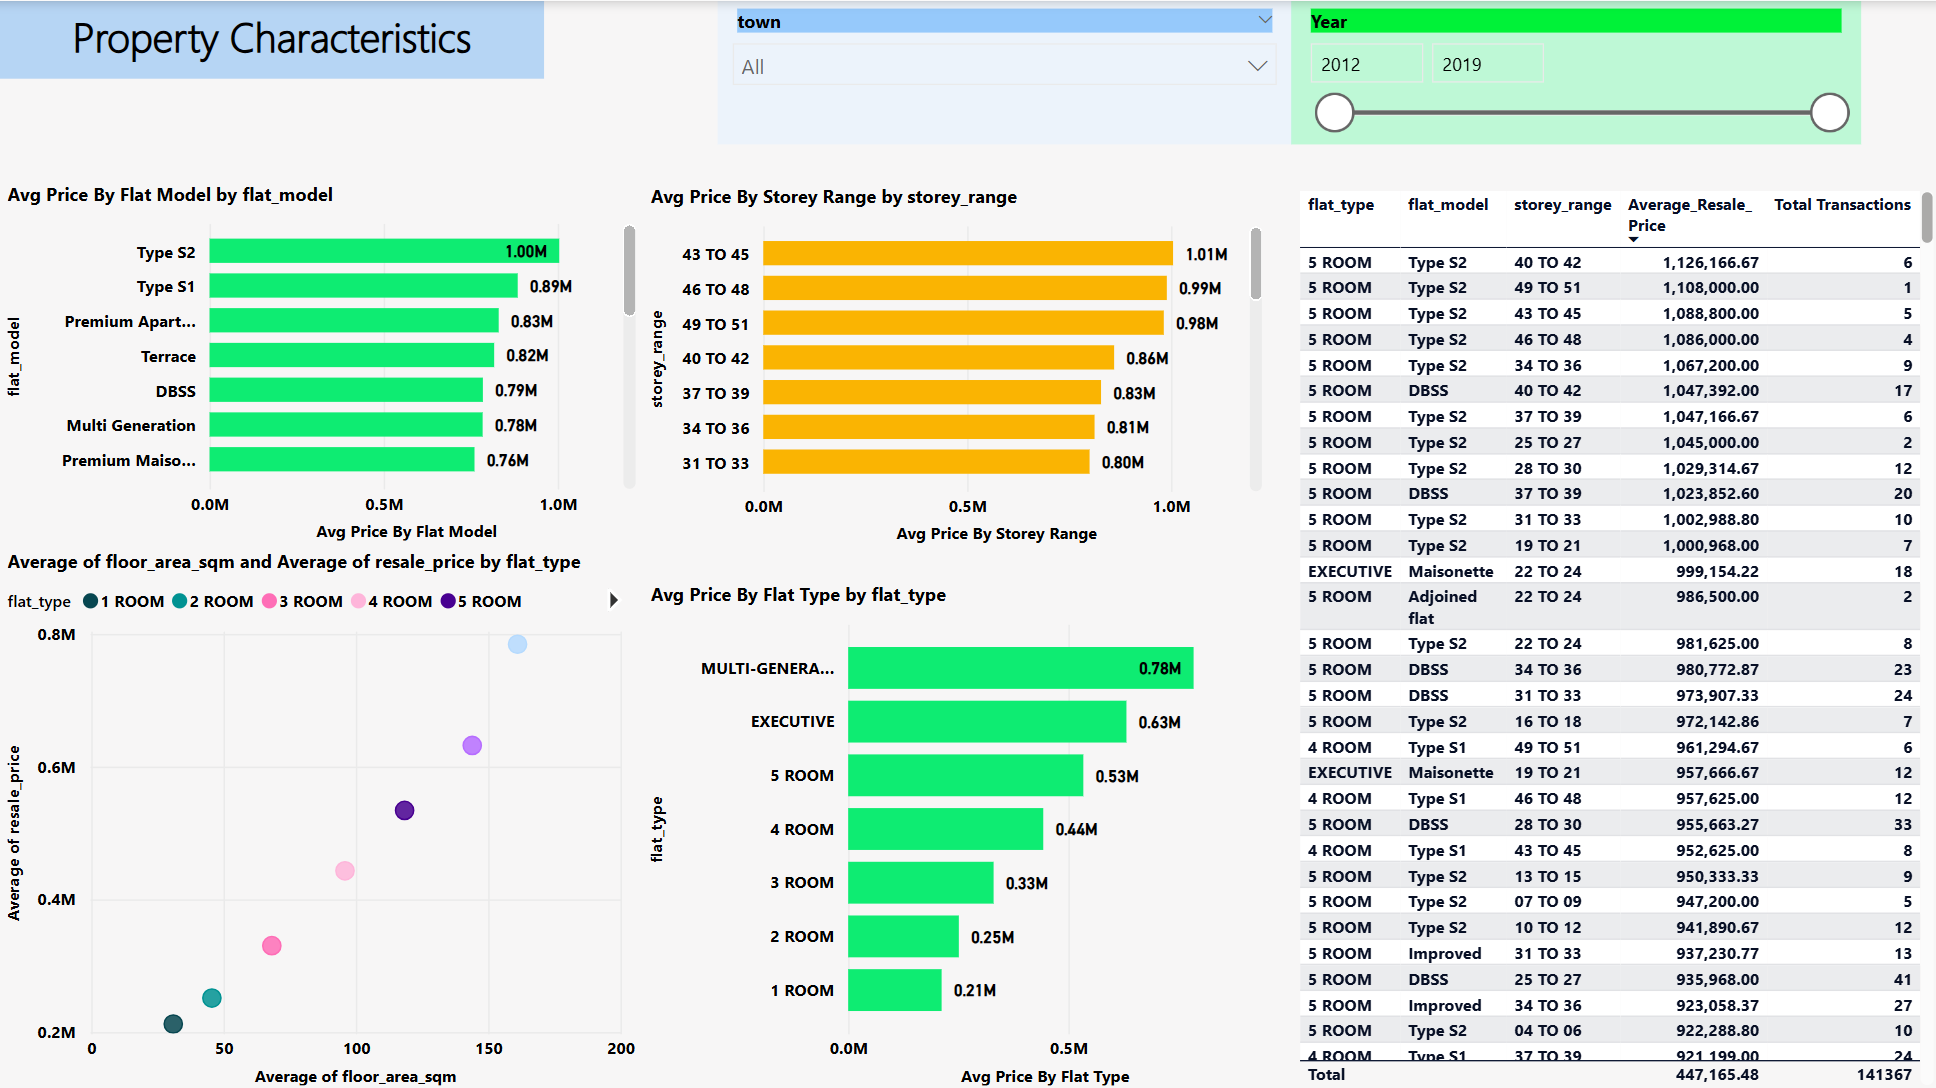 Property Characteristics
town
All
Year
2012 2019
Avg Price By Flat Model by flat_model
flat_model
Type S2 1.00M
Type S1 0.89M
Premium Apart... 0.83M
Terrace 0.82M
DBSS 0.79M
Multi Generation 0.78M
Premium Maiso... 0.76M
0.0M 0.5M 1.0M
Avg Price By Flat Model
Avg Price By Storey Range by storey_range
storey_range
43 TO 45 1.01M
46 TO 48 0.99M
49 TO 51 0.98M
40 TO 42 0.86M
37 TO 39 0.83M
34 TO 36 0.81M
31 TO 33 0.80M
0.0M 0.5M 1.0M
Avg Price By Storey Range
Average of floor_area_sqm and Average of resale_price by flat_type
flat_type 1 ROOM 2 ROOM 3 ROOM 4 ROOM 5 ROOM
Average of resale_price
0.8M
0.6M
0.4M
0.2M
0 50 100 150 200
Average of floor_area_sqm
Avg Price By Flat Type by flat_type
flat_type
MULTI-GENERA... 0.78M
EXECUTIVE 0.63M
5 ROOM 0.53M
4 ROOM 0.44M
3 ROOM 0.33M
2 ROOM 0.25M
1 ROOM 0.21M
0.0M 0.5M
Avg Price By Flat Type
flat_type flat_model storey_range Average_Resale_ Total Transactions
Price
5 ROOM Type S2 40 TO 42 1,126,166.67 6
5 ROOM Type S2 49 TO 51 1,108,000.00 1
5 ROOM Type S2 43 TO 45 1,088,800.00 5
5 ROOM Type S2 46 TO 48 1,086,000.00 4
5 ROOM Type S2 34 TO 36 1,067,200.00 9
5 ROOM DBSS 40 TO 42 1,047,392.00 17
5 ROOM Type S2 37 TO 39 1,047,166.67 6
5 ROOM Type S2 25 TO 27 1,045,000.00 2
5 ROOM Type S2 28 TO 30 1,029,314.67 12
5 ROOM DBSS 37 TO 39 1,023,852.60 20
5 ROOM Type S2 31 TO 33 1,002,988.80 10
5 ROOM Type S2 19 TO 21 1,000,968.00 7
EXECUTIVE Maisonette 22 TO 24 999,154.22 18
5 ROOM Adjoined 22 TO 24 986,500.00 2
flat
5 ROOM Type S2 22 TO 24 981,625.00 8
5 ROOM DBSS 34 TO 36 980,772.87 23
5 ROOM DBSS 31 TO 33 973,907.33 24
5 ROOM Type S2 16 TO 18 972,142.86 7
4 ROOM Type S1 49 TO 51 961,294.67 6
EXECUTIVE Maisonette 19 TO 21 957,666.67 12
4 ROOM Type S1 46 TO 48 957,625.00 12
5 ROOM DBSS 28 TO 30 955,663.27 33
4 ROOM Type S1 43 TO 45 952,625.00 8
5 ROOM Type S2 13 TO 15 950,333.33 9
5 ROOM Type S2 07 TO 09 947,200.00 5
5 ROOM Type S2 10 TO 12 941,890.67 12
5 ROOM Improved 31 TO 33 937,230.77 13
5 ROOM DBSS 25 TO 27 935,968.00 41
5 ROOM Improved 34 TO 36 923,058.37 27
5 ROOM Type S2 04 TO 06 922,288.80 10
4 ROOM Type S1 37 TO 39 921,199.00 24
Total 447,165.48 141367